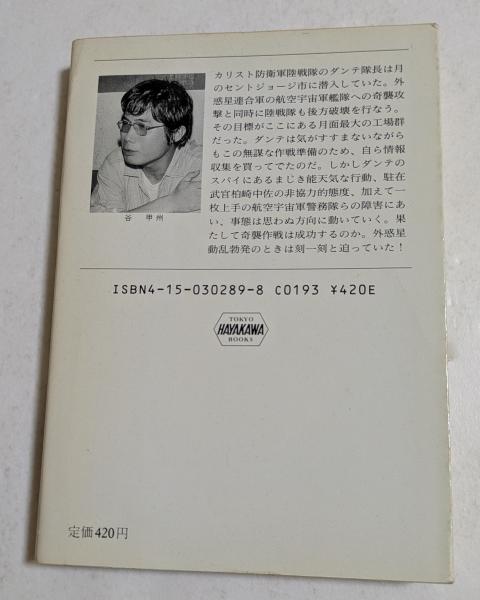 カリスト防衛軍陸戦隊のダンテ隊長は月
のセントジョージ市に潜入していた。外
惑星連合軍の航空宇宙軍艦隊への奇襲攻
撃と同時に陸戦隊も後方破壊を行なう。
その目標がここにある月面最大の工場群
だった。ダンテは気がすすまないながら
もこの無謀な作戦準備のため、自ら情報
収集を買ってでたのだ。しかしダンテの
スパイにあるまじき能天気な行動、駐在
武官柏崎中佐の非協力的態度、加えて一
枚上手の航空宇宙軍警務隊らの障害にあ
い、事態は思わぬ方向に動いていく。果
たして奇襲作戦は成功するのか。外惑星
動乱勃発のときは刻一刻と迫っていた！
谷 甲州
ISBN4-15-030289-8 C0193 ¥420E
TOKYO
HAYAKAWA
BOOKS
定価420円